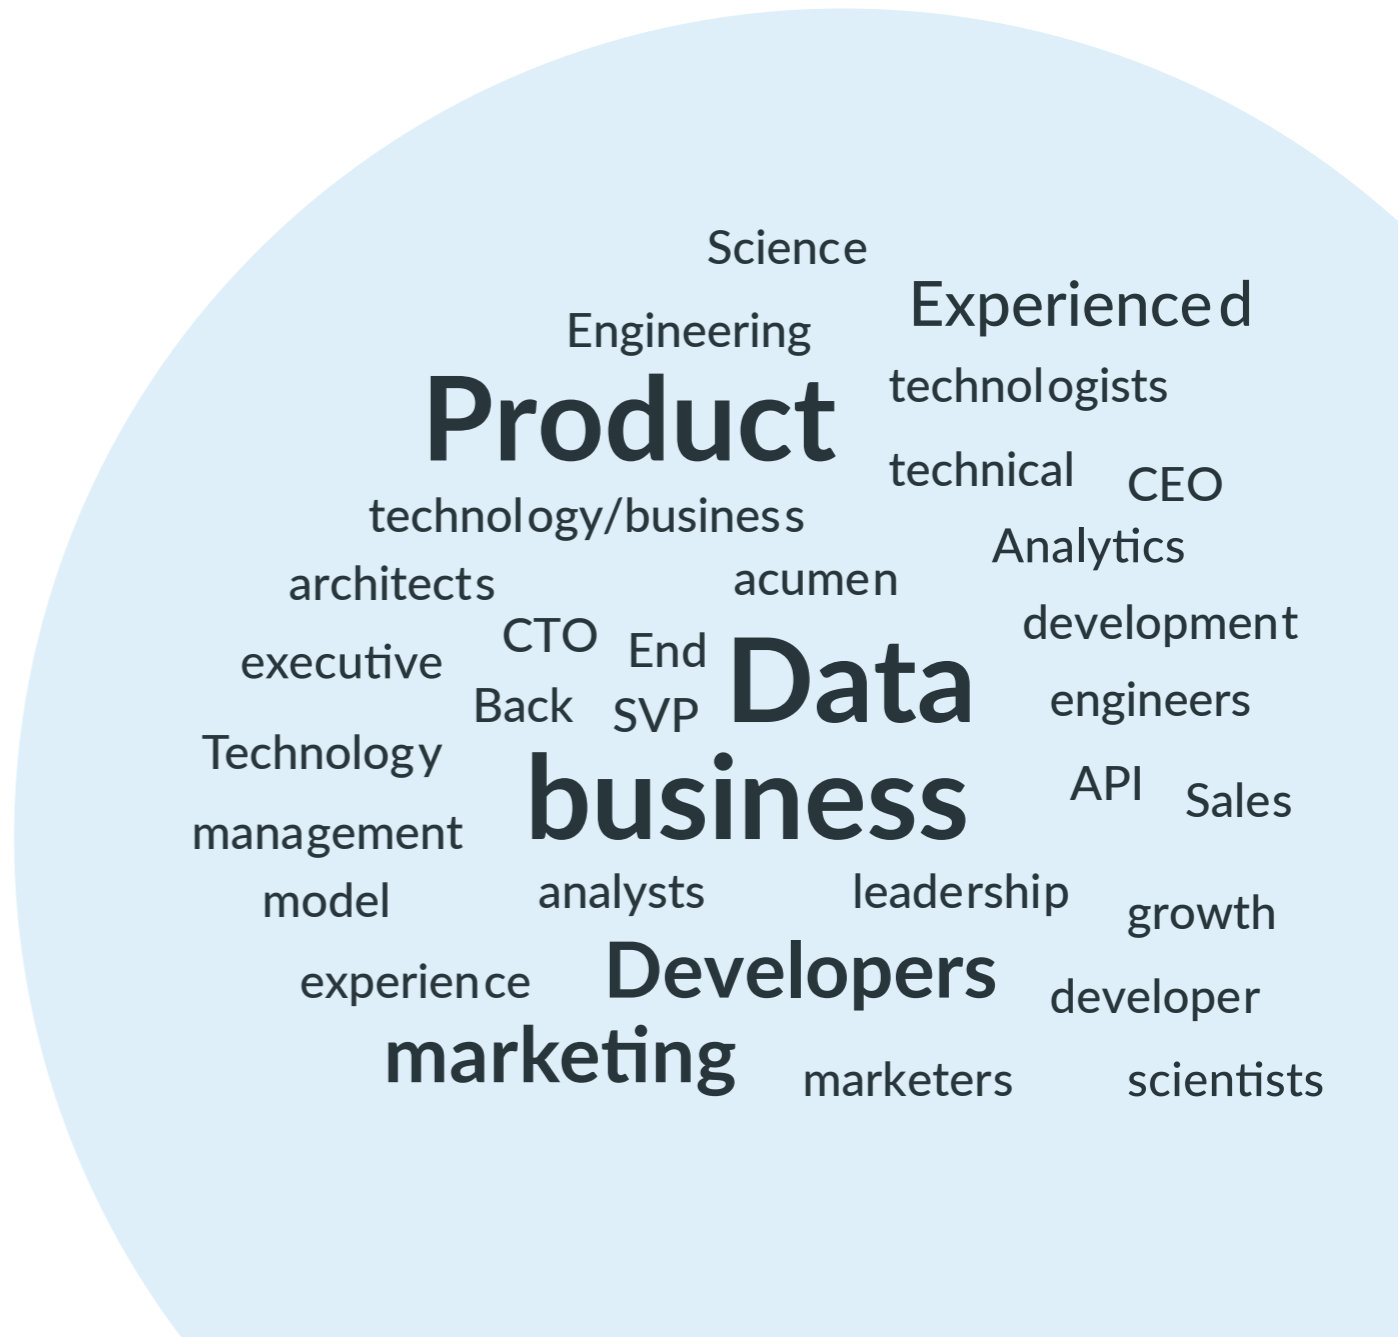 Science
Experienced
Engineering
technologists
Product
technical
CEO
technology/business
Analytics
architects
acumen
development
CTO
End
executive
Data
Back
SVP
engineers
Technology
business
API
Sales
management
model
analysts
leadership
growth
experience
Developers
developer
marketing
marketers
scientists